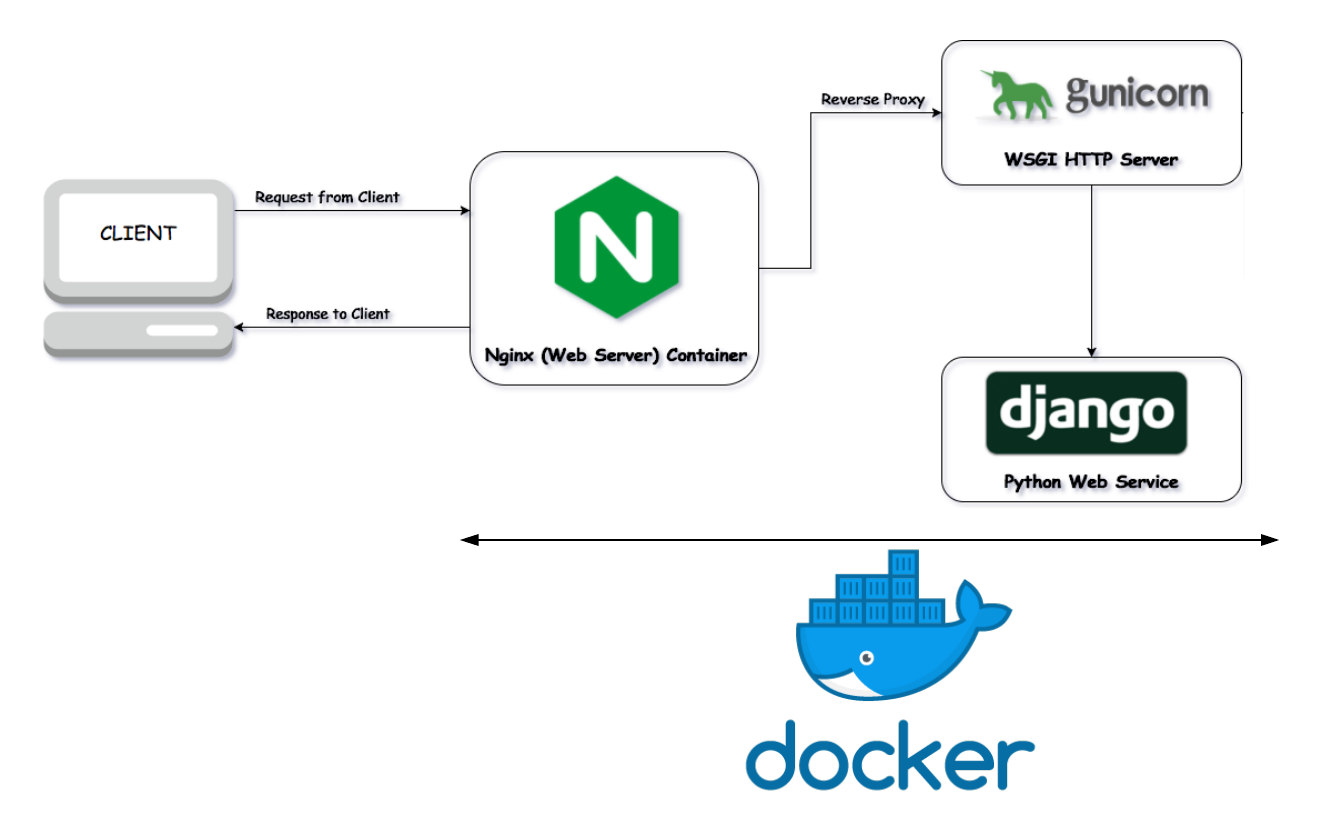 CLIENT
Request from Client
Response to Client
N
Nginx (Web Server) Container
Reverse Proxy
gunicorn
WSGI HTTP Server
django
Python Web Service
docker